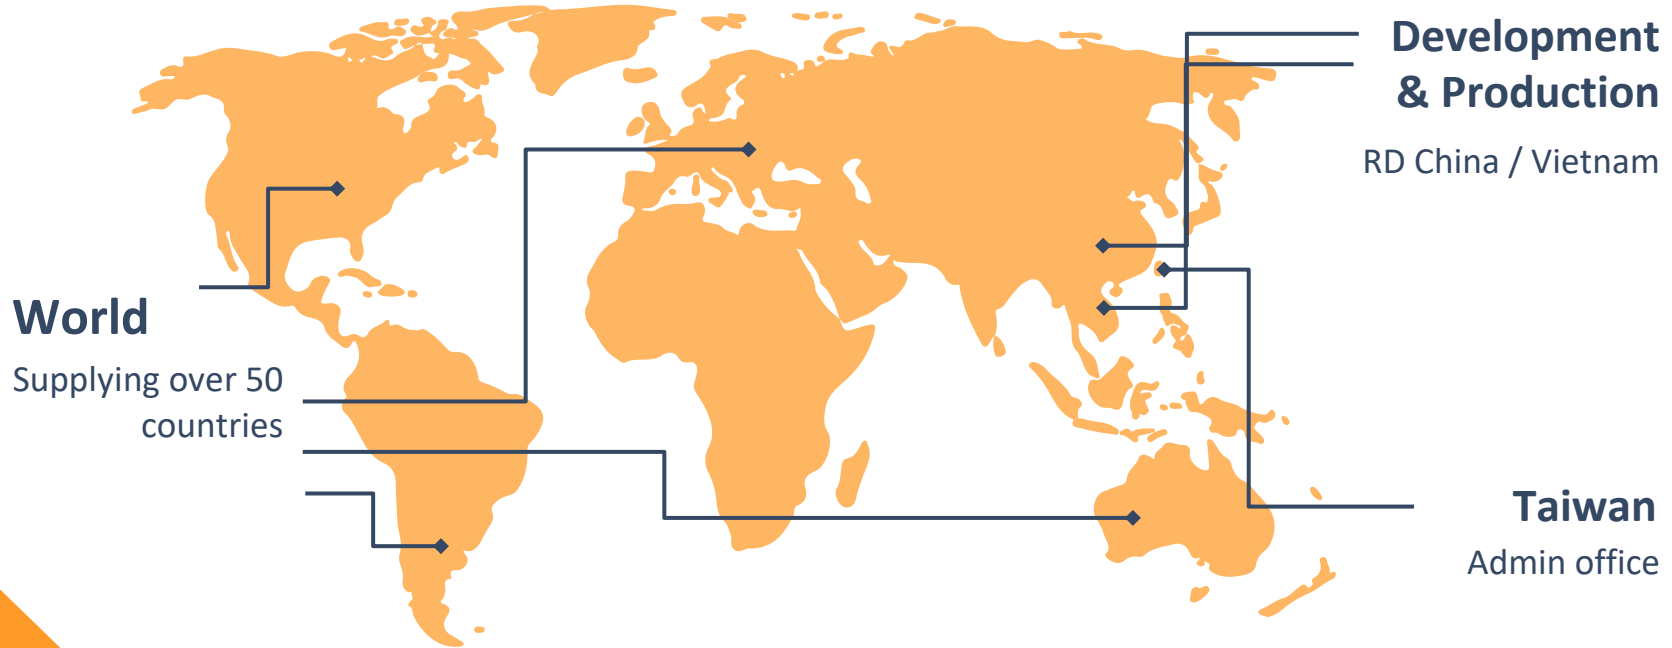 World
Supplying over 50
countries
Development
& Production
RD China / Vietnam
Taiwan
Admin office